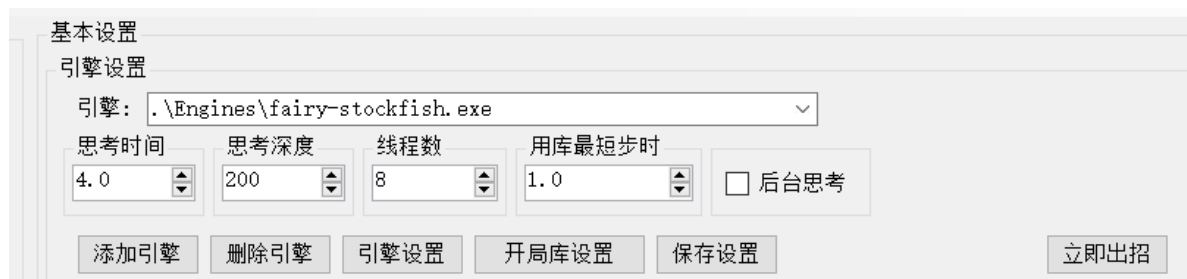 基本设置
引擎设置
引擎: .\Engines\fairy-stockfish.exe
思考时间 思考深度 线程数 用库最短步时
4.0 200 8 1.0 后台思考
添加引擎 删除引擎 引擎设置 开局库设置 保存设置 立即出招